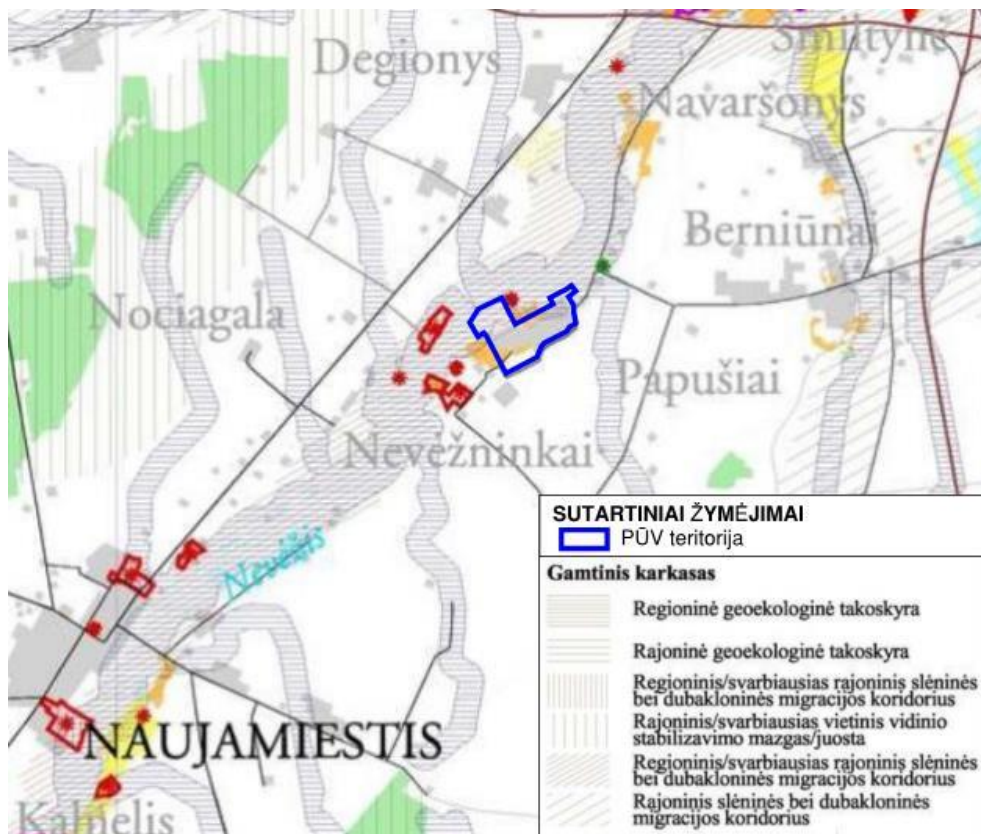 Degionys
Smiltynė
Navaršonys
Berniūnai
Nociagala
Papušiai
Nevėžninkai
Nevėžis
NAUJAMIESTIS
Kalnelis
SUTARTINIAI ŽYMĖJIMAI
PŪV teritorija
Gamtinis karkasas
Regioninė geoekologinė takoskyra
Rajoninė geoekologinė takoskyra
Regioninis/svarbiausias rajoninis slėninės
bei dubakloninės migracijos koridorius
Rajoninis/svarbiausias vietinis vidinio
stabilizavimo mazgas/juosta
Regioninis/svarbiausias rajoninis slėninės
bei dubakloninės migracijos koridorius
Rajoninis slėninės bei dubakloninės
migracijos koridorius